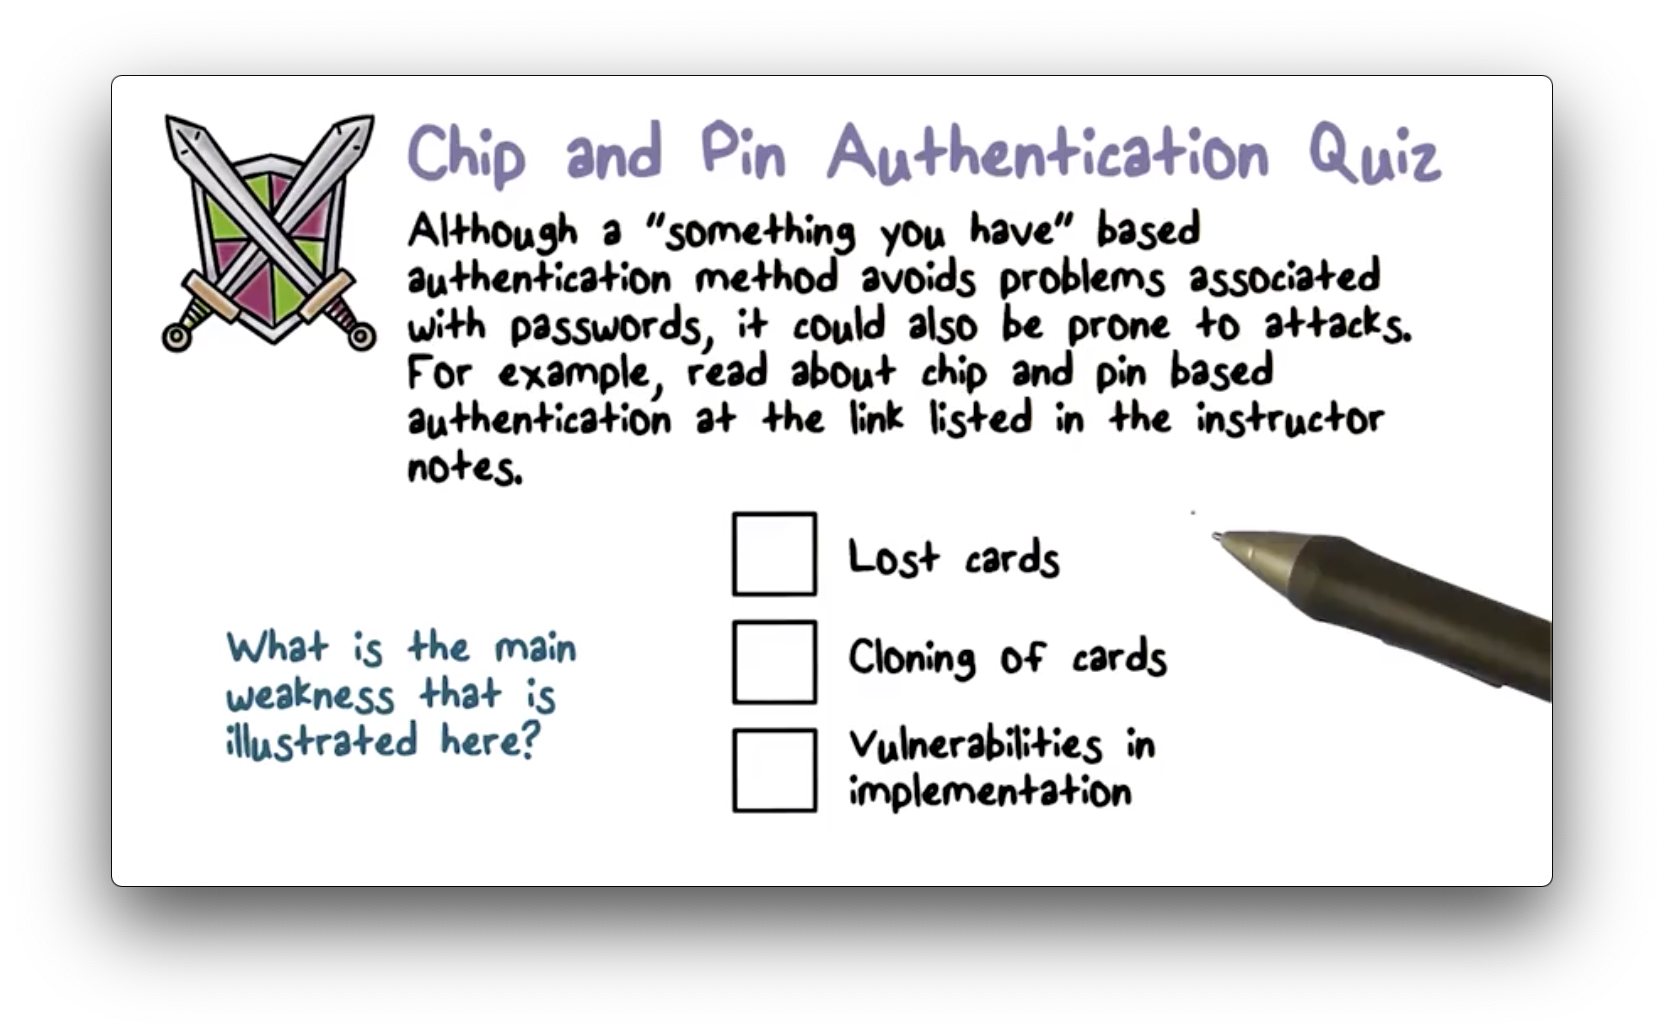 Chip and Pin Authentication Quiz
Although a "something you have" based
authentication method avoids problems associated
with passwords, it could also be prone to attacks.
For example, read about chip and pin based
authentication at the link listed in the instructor
notes.
What is the main
weakness that is
illustrated here?
Lost cards
Cloning of cards
Vulnerabilities in
implementation